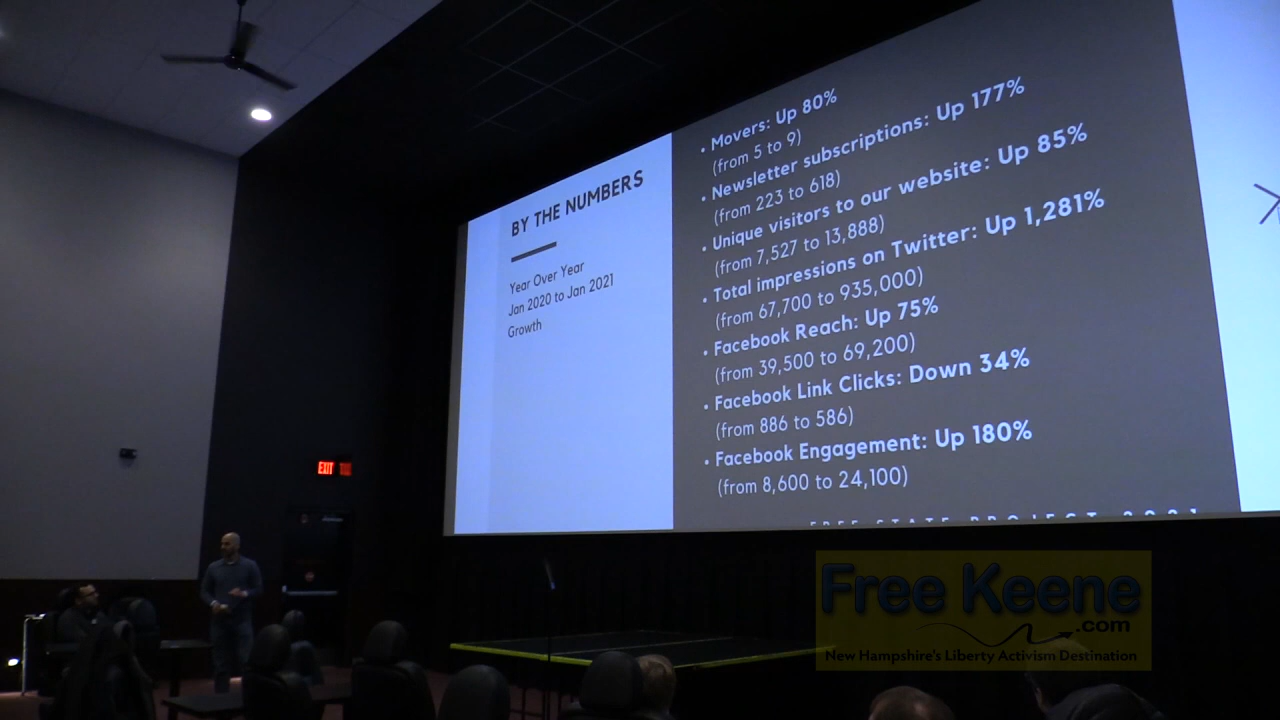 BY THE NUMBERS
Year Over Year
Jan 2020 to Jan 2021
Growth
• Movers: Up 80%
(from 5 to 9)
• Newsletter subscriptions: Up 177%
(from 223 to 618)
• Unique visitors to our website: Up 85%
(from 7,527 to 13,888)
• Total impressions on Twitter: Up 1,281%
(from 67,700 to 935,000)
• Facebook Reach: Up 75%
(from 39,500 to 69,200)
• Facebook Link Clicks: Down 34%
(from 886 to 586)
• Facebook Engagement: Up 180%
(from 8,600 to 24,100)
FREE STATE PROJECT 2021
EXIT
Free Keene
.com
New Hampshire's Liberty Activism Destination